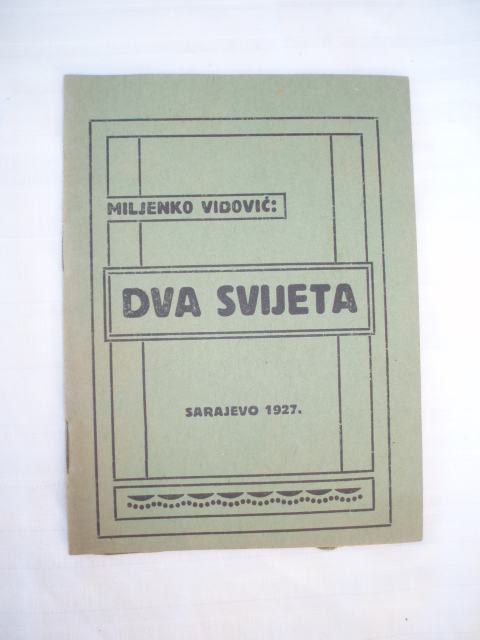 MILJENKO VIDOVIĆ:
DVA SVIJETA
SARAJEVO 1927.